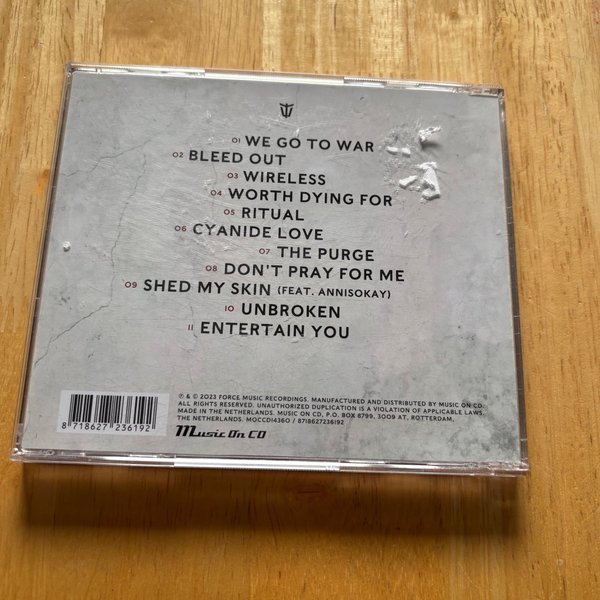 01 WE GO TO WAR
02 BLEED OUT
03 WIRELESS
04 WORTH DYING FOR
05 RITUAL
06 CYANIDE LOVE
07 THE PURGE
08 DON'T PRAY FOR ME
09 SHED MY SKIN (FEAT. ANNISOKAY)
10 UNBROKEN
11 ENTERTAIN YOU
℗ & © 2023 FORCE MUSIC RECORDINGS. MANUFACTURED AND DISTRIBUTED BY MUSIC ON CD.
ALL RIGHTS RESERVED. UNAUTHORIZED DUPLICATION IS A VIOLATION OF APPLICABLE LAWS.
MADE IN THE NETHERLANDS. MUSIC ON CD, P.O. BOX 8799, 3009 AT, ROTTERDAM,
THE NETHERLANDS. MOCCD14360 / 8718627236192
8 718627 236192
Music On CD